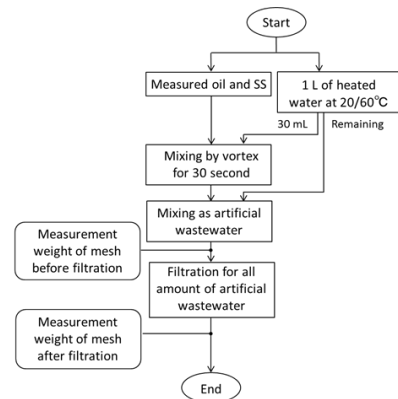 Start
Measured oil and SS
1 L of heated
water at 20/60℃
30 mL
Remaining
Mixing by vortex
for 30 second
Mixing as artificial
wastewater
Measurement
weight of mesh
before filtration
Filtration for all
amount of artificial
wastewater
Measurement
weight of mesh
after filtration
End